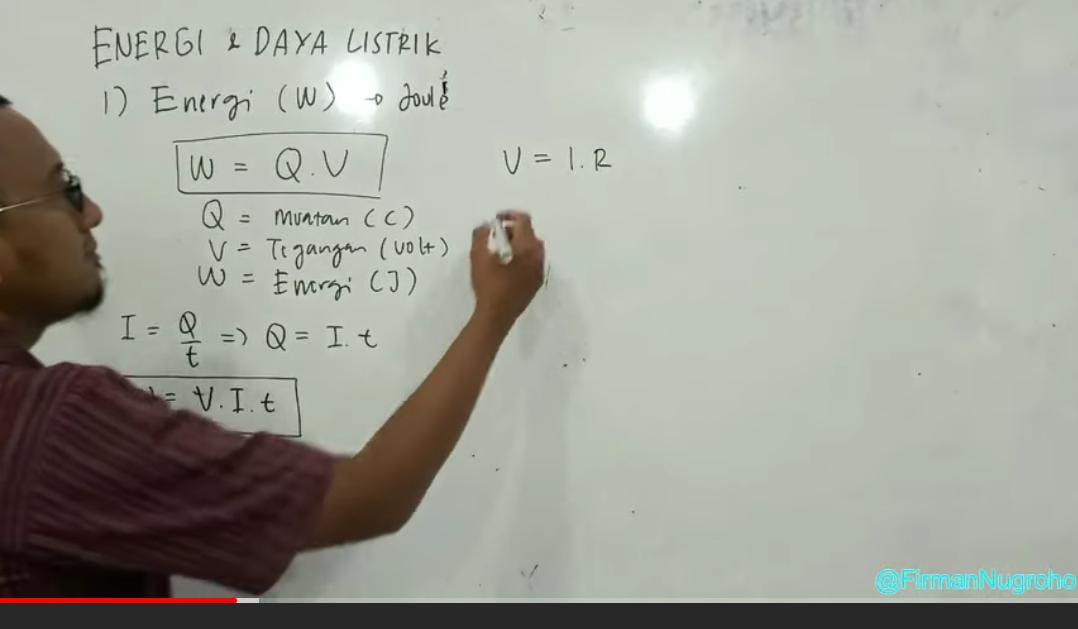 ENERGI & DAYA LISTRIK
1) Energi (W) → Joule
W = Q.V
Q = Muatan (C)
V = Tegangan (volt)
W = Energi (J)
I = Q/t => Q = I.t
= V.I.t
V = I.R
@FirmanNugroho